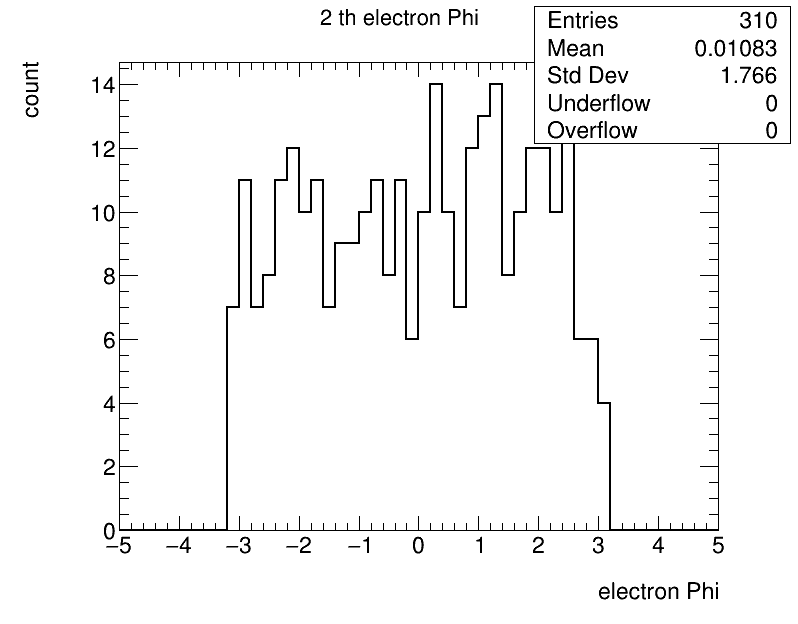 2 th electron Phi
Entries 310
Mean 0.01083
Std Dev 1.766
Underflow 0
Overflow 0
count
14
12
10
8
6
4
2
0
−5 −4 −3 −2 −1 0 1 2 3 4 5
electron Phi